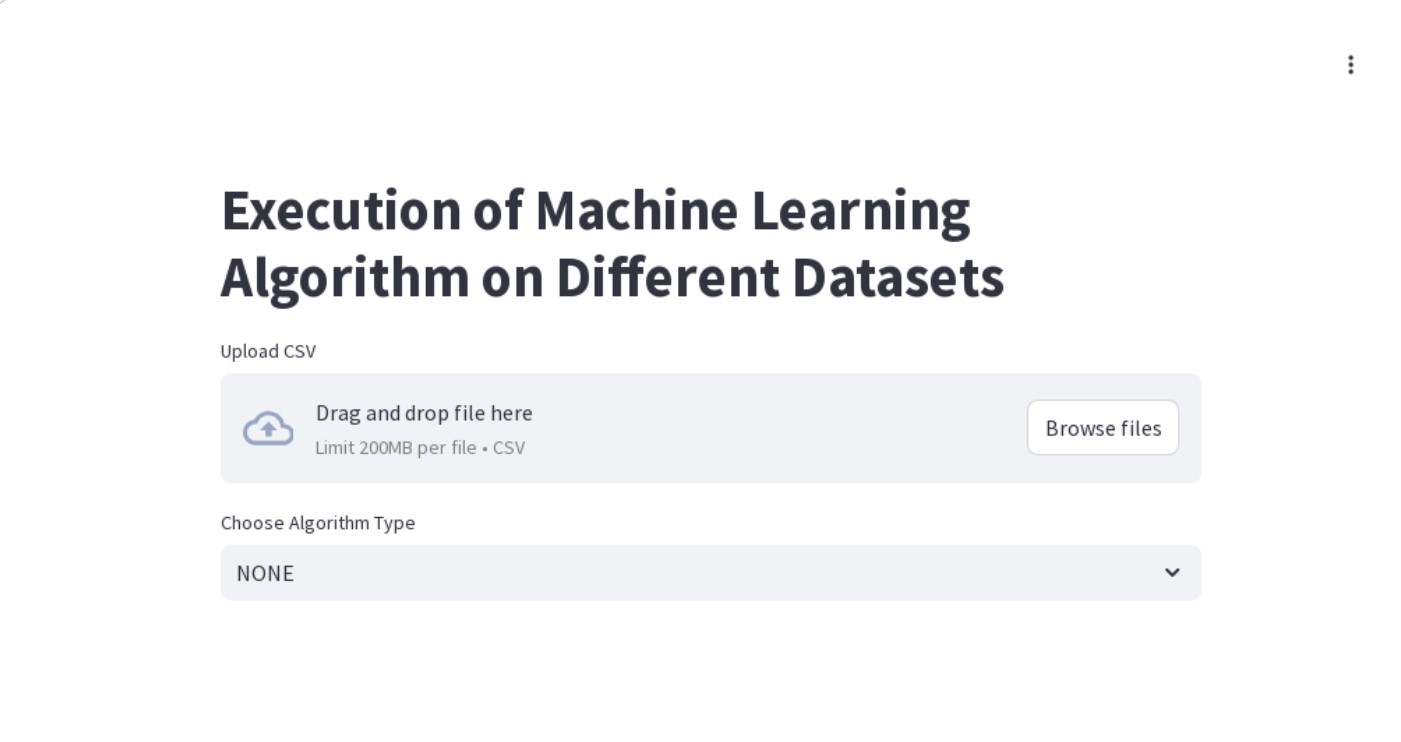 Execution of Machine Learning
Algorithm on Different Datasets
Upload CSV
Drag and drop file here
Limit 200MB per file • CSV
Browse files
Choose Algorithm Type
NONE